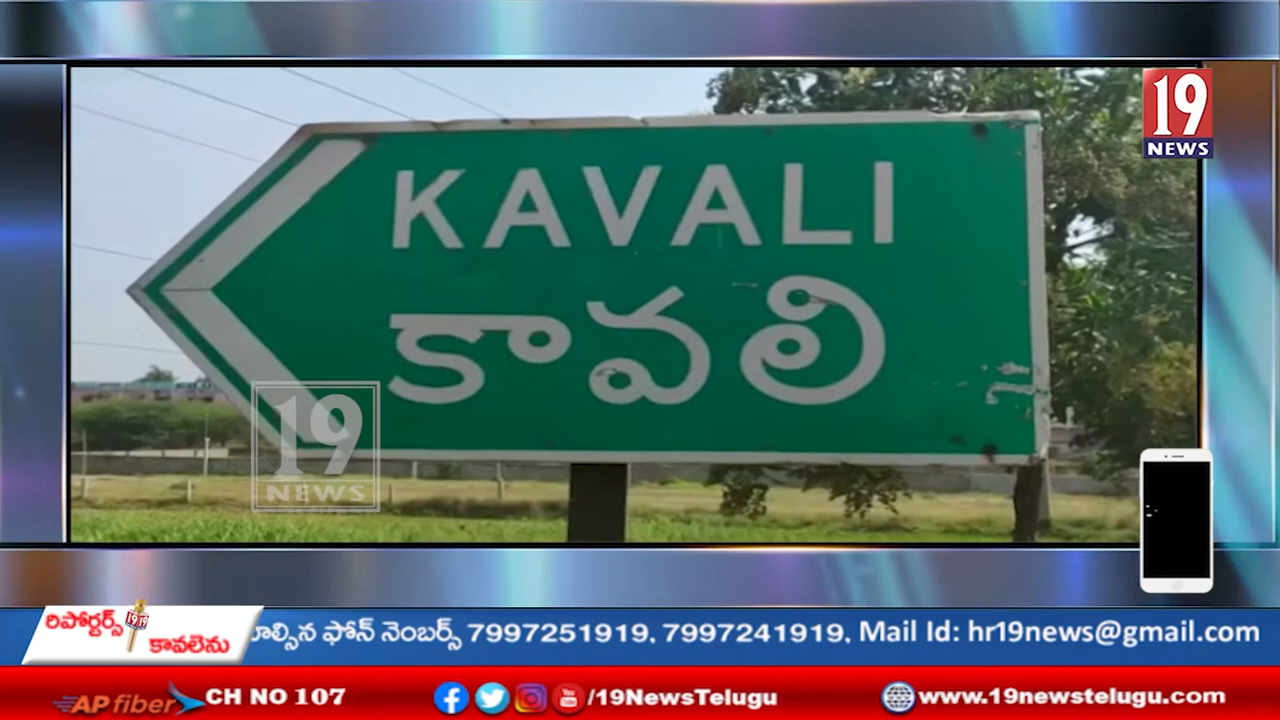 19
NEWS
KAVALI
కావలి
19
NEWS
రిపోర్టర్స్
కావలెను
ఫోన్ నెంబర్స్ 7997251919, 7997241919, Mail Id: hr19news@gmail.com
AP fiber CH NO 107 /19NewsTelugu www.19newstelugu.com